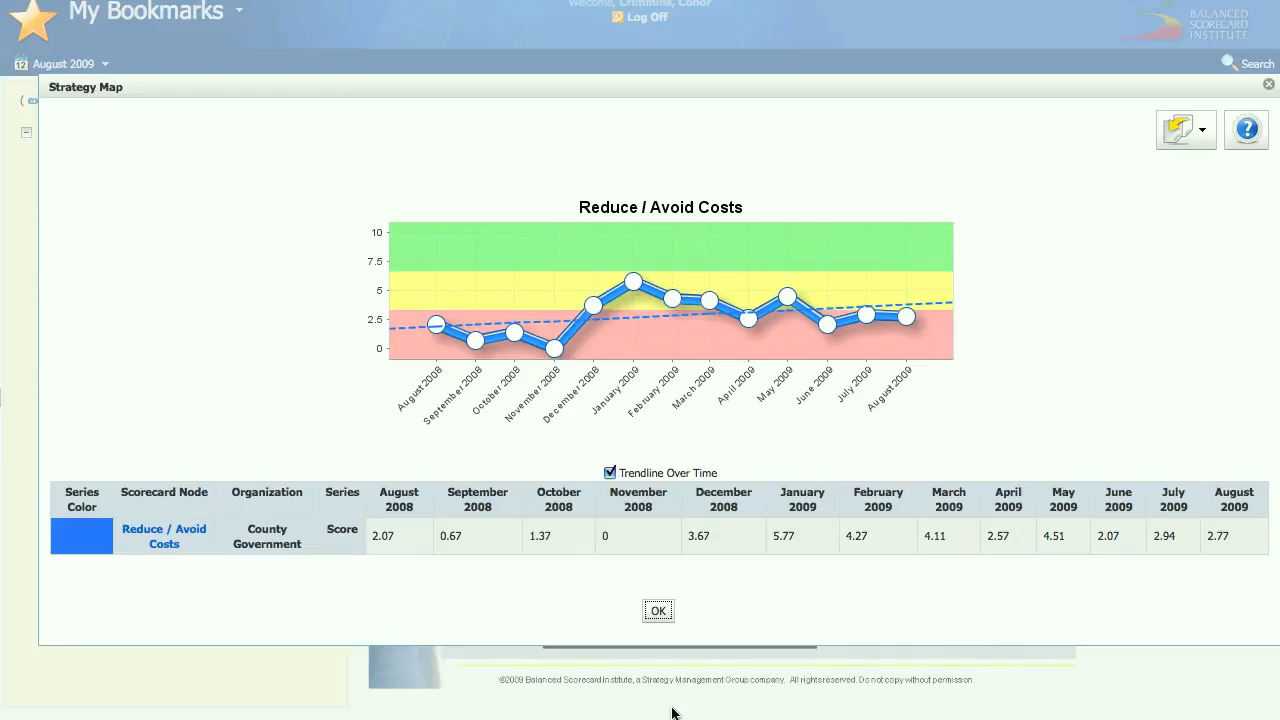 My Bookmarks
Welcome, Crimmins, Conor
Log Off
BALANCED
SCORECARD
INSTITUTE
12 August 2009
Search
Strategy Map
( ex
Reduce / Avoid Costs
10
7.5
5
2.5
0
August 2008
September 2008
October 2008
November 2008
December 2008
January 2009
February 2009
March 2009
April 2009
May 2009
June 2009
July 2009
August 2009
Trendline Over Time
Series Color Scorecard Node Organization Series August 2008 September 2008 October 2008 November 2008 December 2008 January 2009 February 2009 March 2009 April 2009 May 2009 June 2009 July 2009 August 2009
Reduce / Avoid Costs County Government Score 2.07 0.67 1.37 0 3.67 5.77 4.27 4.11 2.57 4.51 2.07 2.94 2.77
OK
©2009 Balanced Scorecard Institute, a Strategy Management Group company. All rights reserved. Do not copy without permission.